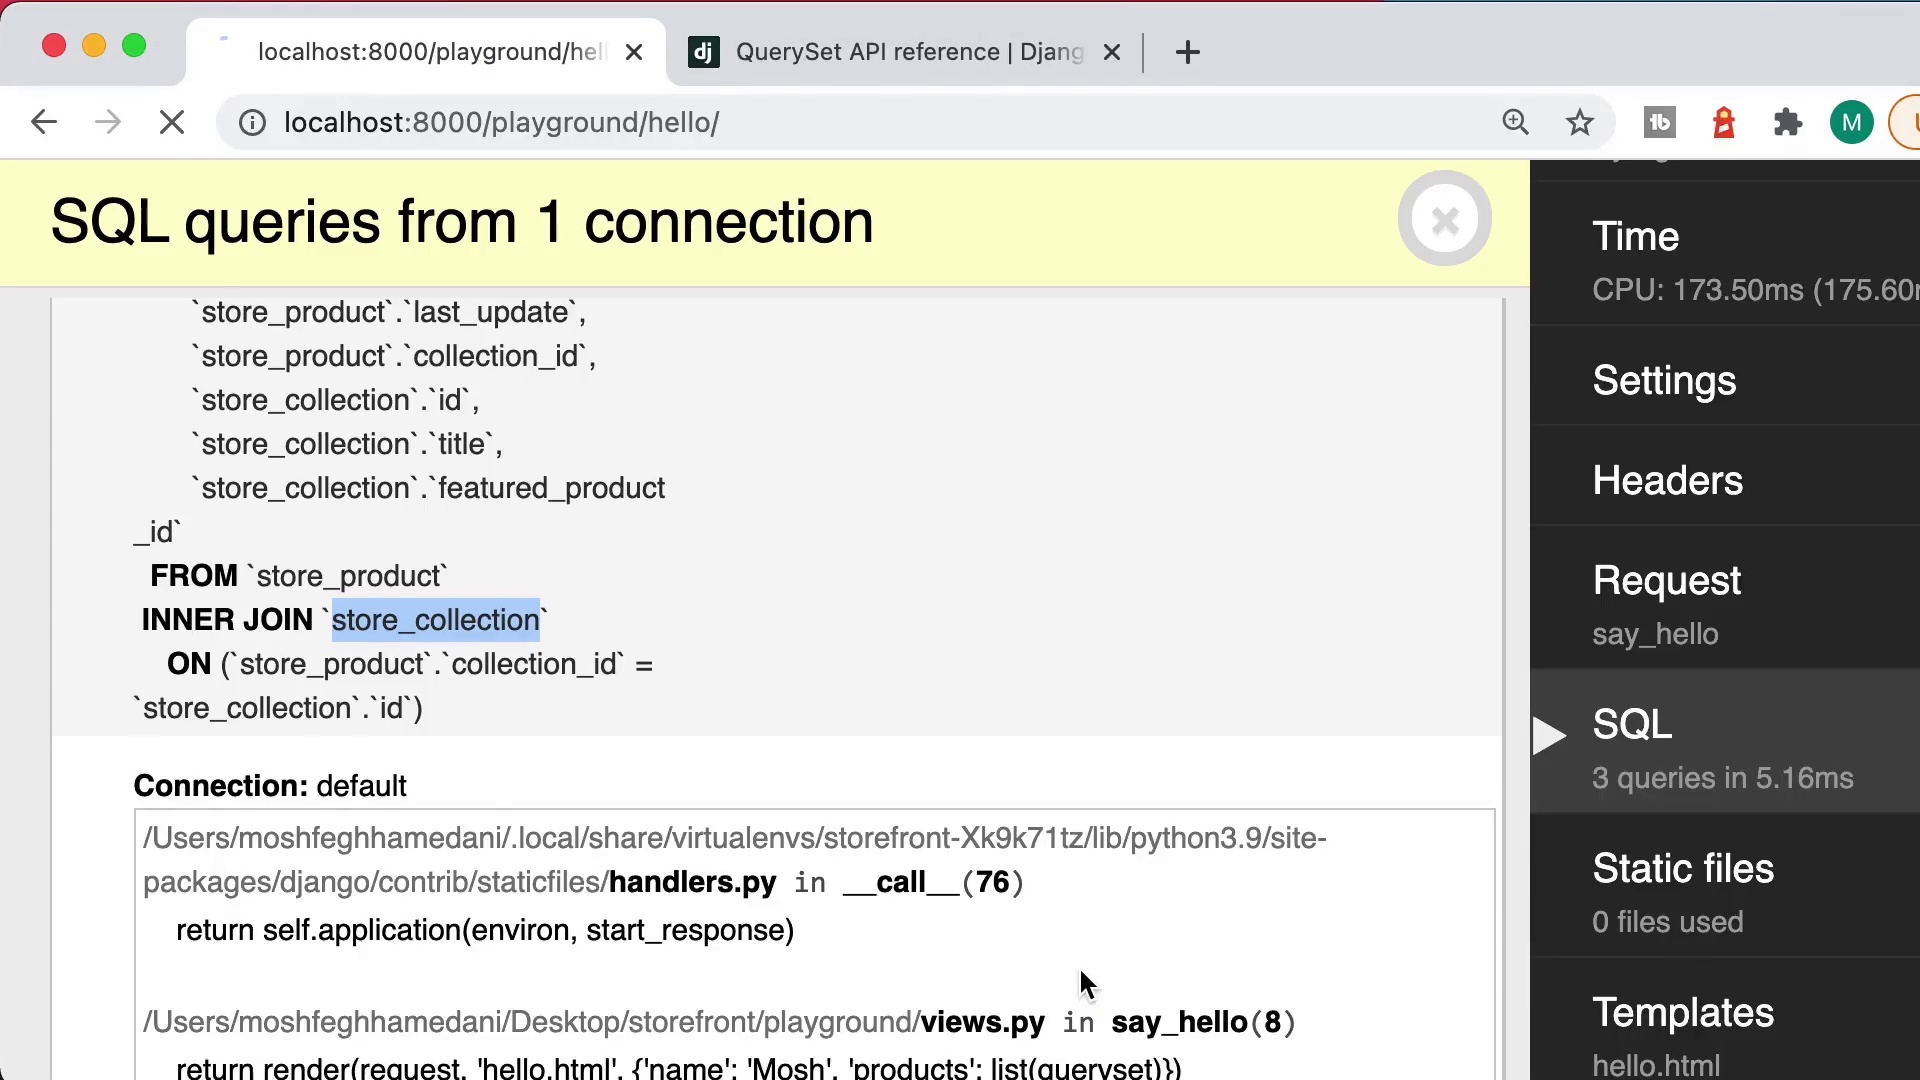 localhost:8000/playground/hel
QuerySet API reference | Djang
localhost:8000/playground/hello/
M
SQL queries from 1 connection
`store_product`.`last_update`,
`store_product`.`collection_id`,
`store_collection`.`id`,
`store_collection`.`title`,
`store_collection`.`featured_product
_id`
FROM `store_product`
INNER JOIN `store_collection`
ON (`store_product`.`collection_id` =
`store_collection`.`id`)
Connection: default
/Users/moshfeghhamedani/.local/share/virtualenvs/storefront-Xk9k71tz/lib/python3.9/site-
packages/django/contrib/staticfiles/handlers.py in __call__(76)
return self.application(environ, start_response)
/Users/moshfeghhamedani/Desktop/storefront/playground/views.py in say_hello(8)
return render(request, 'hello.html', {'name': 'Mosh', 'products': list(queryset)})
Time
CPU: 173.50ms (175.60
Settings
Headers
Request
say_hello
SQL
3 queries in 5.16ms
Static files
0 files used
Templates
hello.html